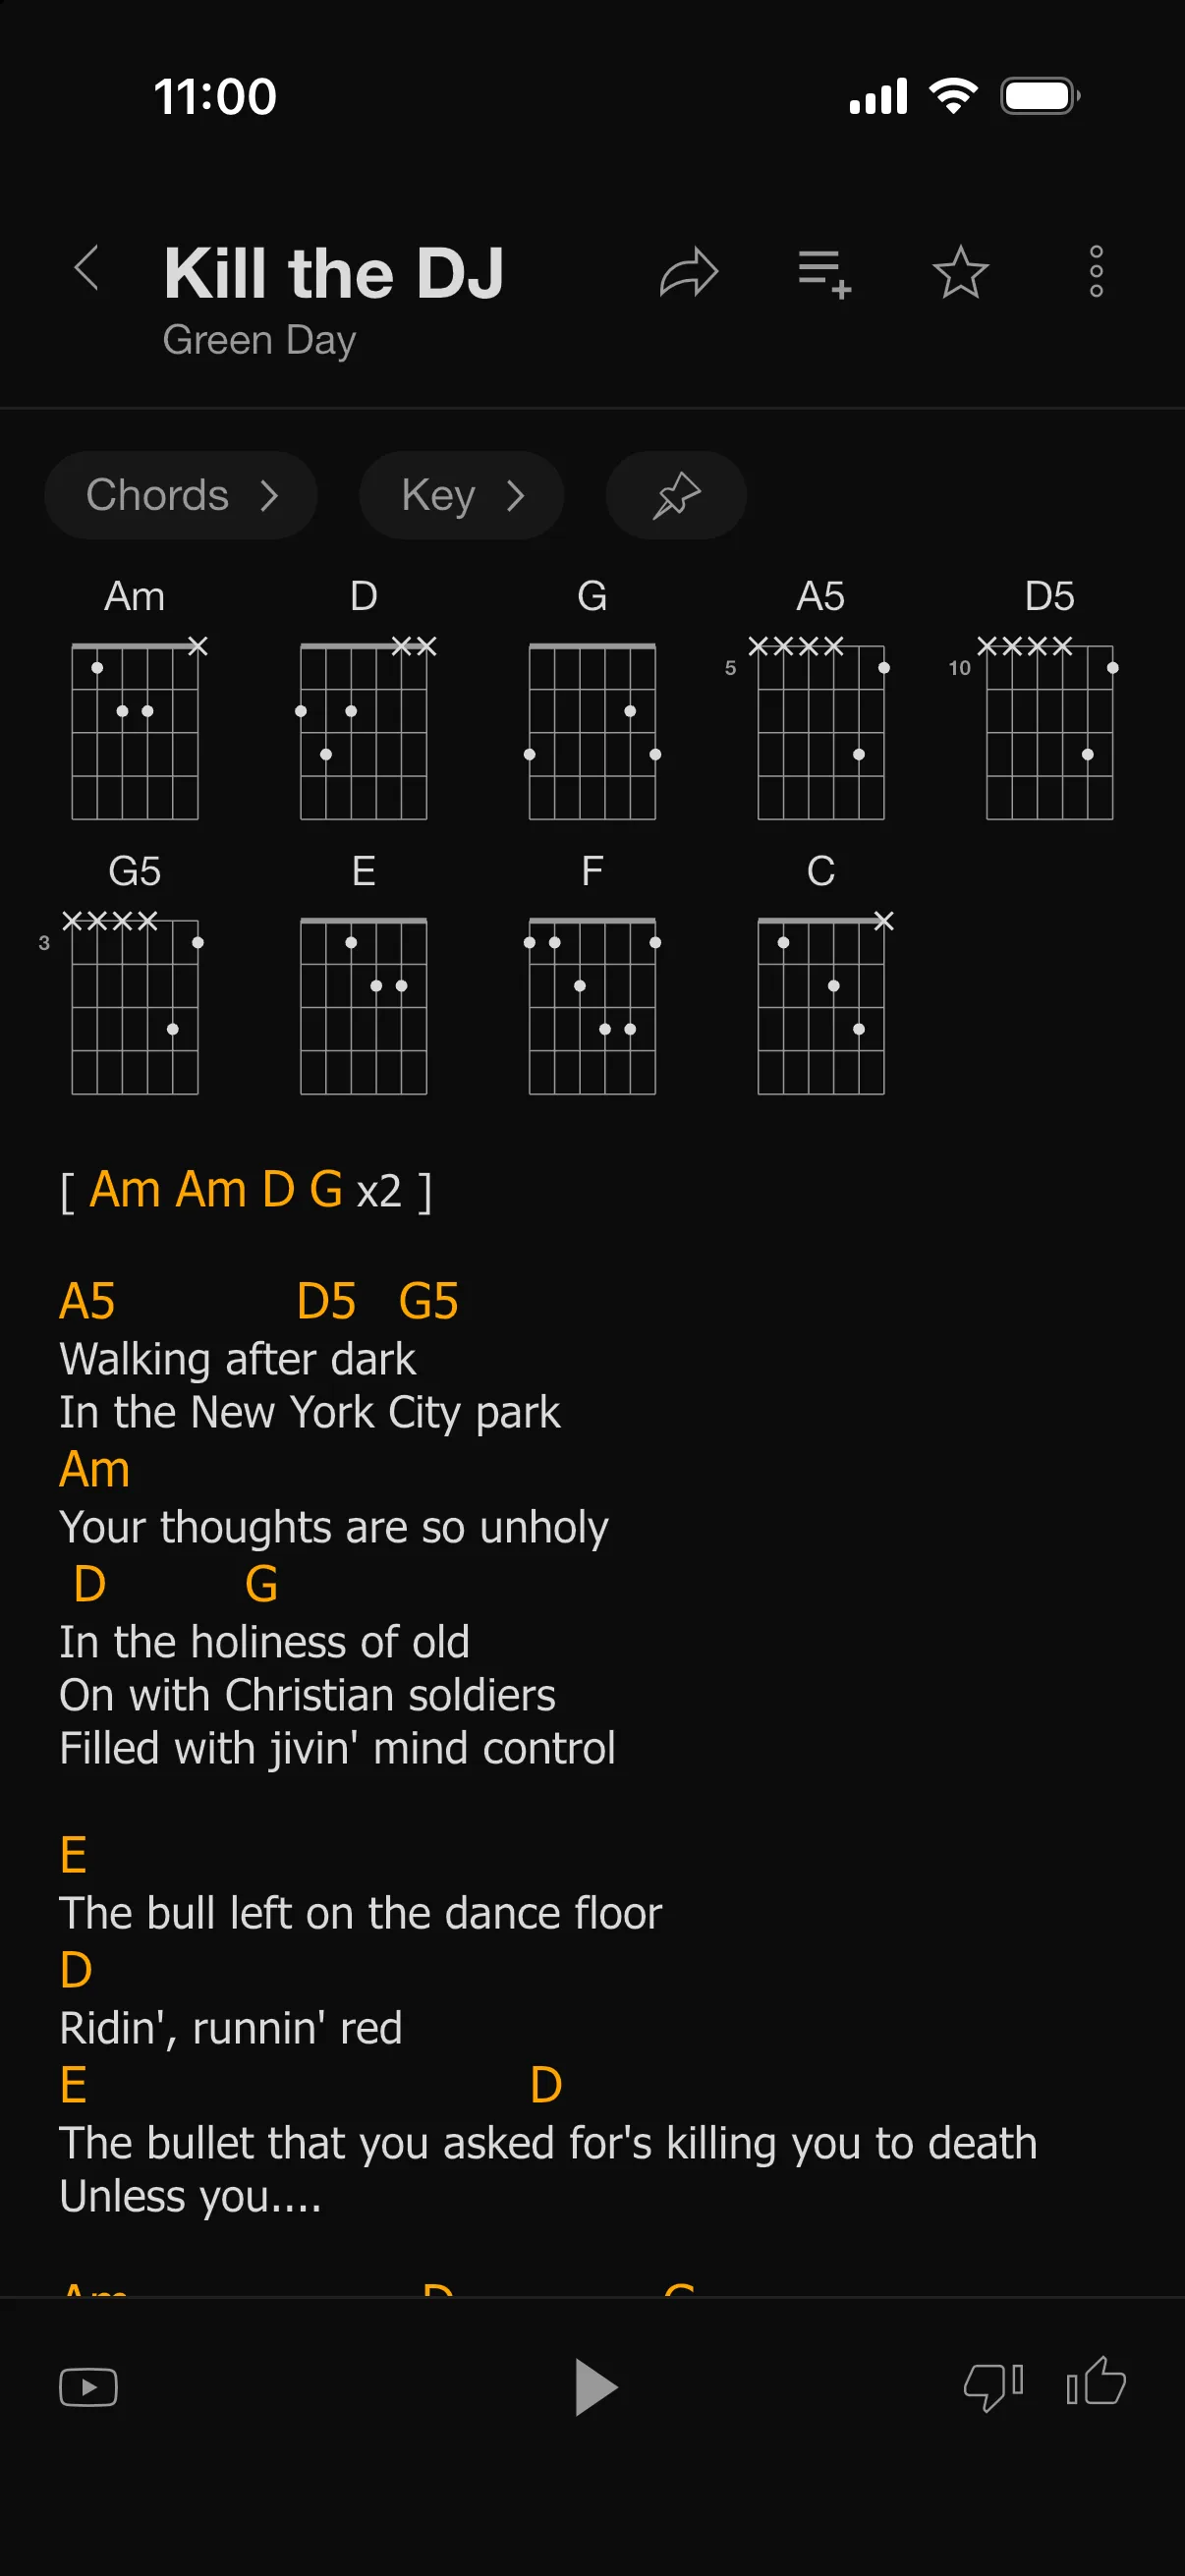 11:00
Kill the DJ
Green Day
Chords
Key
Am D G A5 D5
5 10
G5 E F C
3
[ Am Am D G x2 ]
A5 D5 G5
Walking after dark
In the New York City park
Am
Your thoughts are so unholy
D G
In the holiness of old
On with Christian soldiers
Filled with jivin' mind control
E
The bull left on the dance floor
D
Ridin', runnin' red
E D
The bullet that you asked for's killing you to death
Unless you....
Am D G